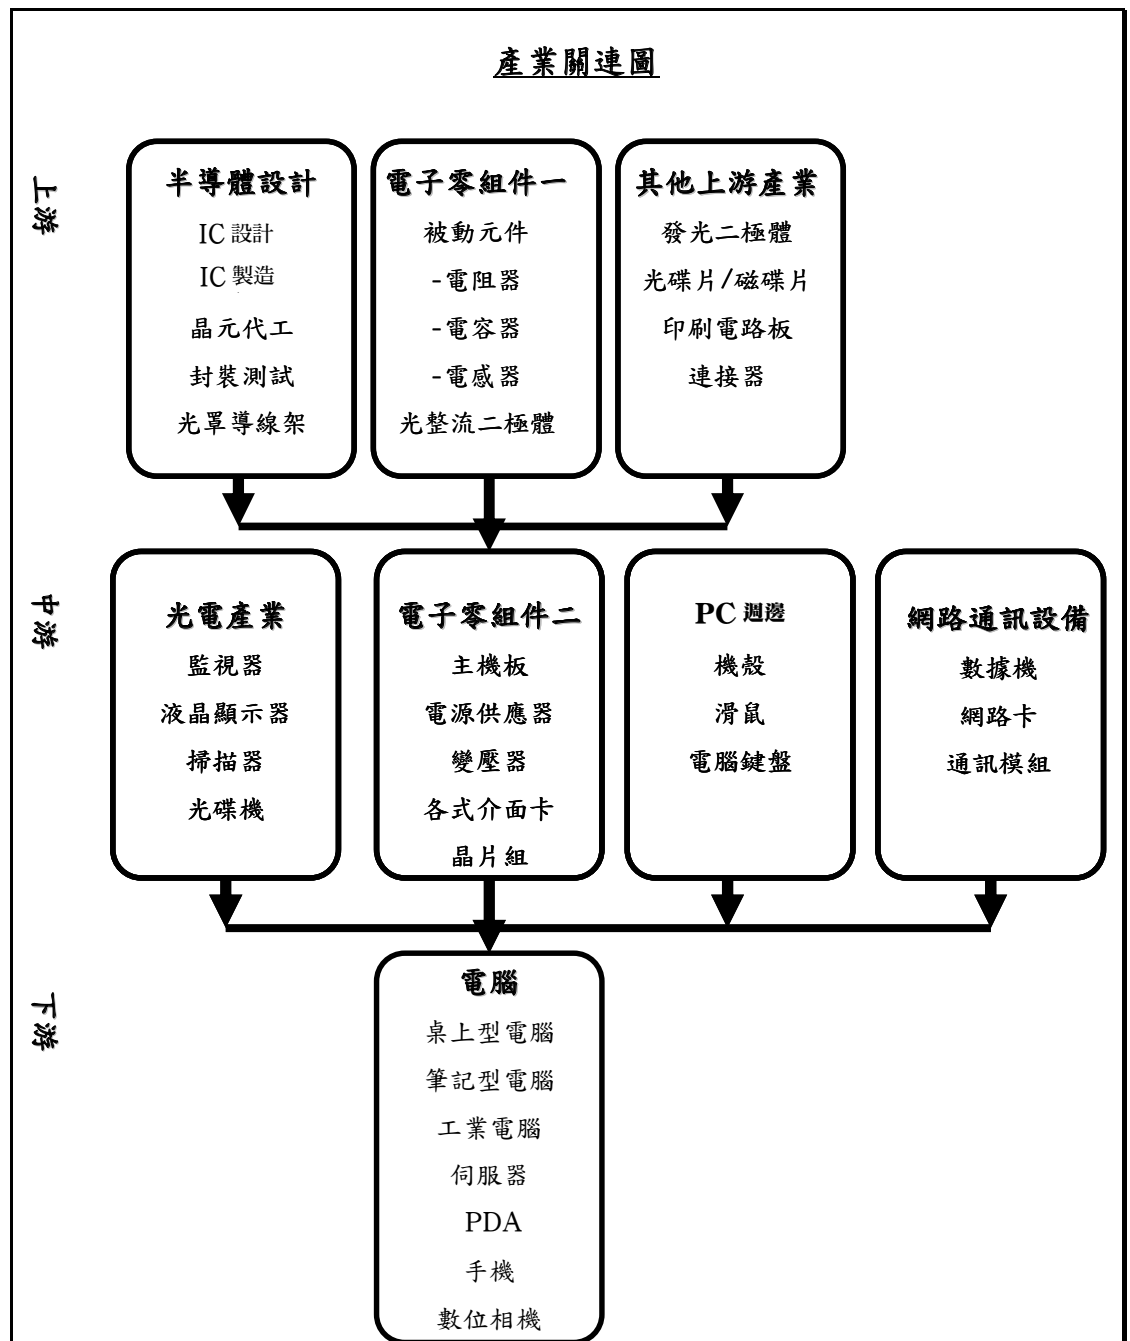 產業關連圖
上游
半導體設計
IC 設計
IC 製造
晶元代工
封裝測試
光罩導線架
電子零組件一
被動元件
-電阻器
-電容器
-電感器
光整流二極體
其他上游產業
發光二極體
光碟片/磁碟片
印刷電路板
連接器
中游
光電產業
監視器
液晶顯示器
掃描器
光碟機
電子零組件二
主機板
電源供應器
變壓器
各式介面卡
晶片組
PC 週邊
機殼
滑鼠
電腦鍵盤
網路通訊設備
數據機
網路卡
通訊模組
下游
電腦
桌上型電腦
筆記型電腦
工業電腦
伺服器
PDA
手機
數位相機